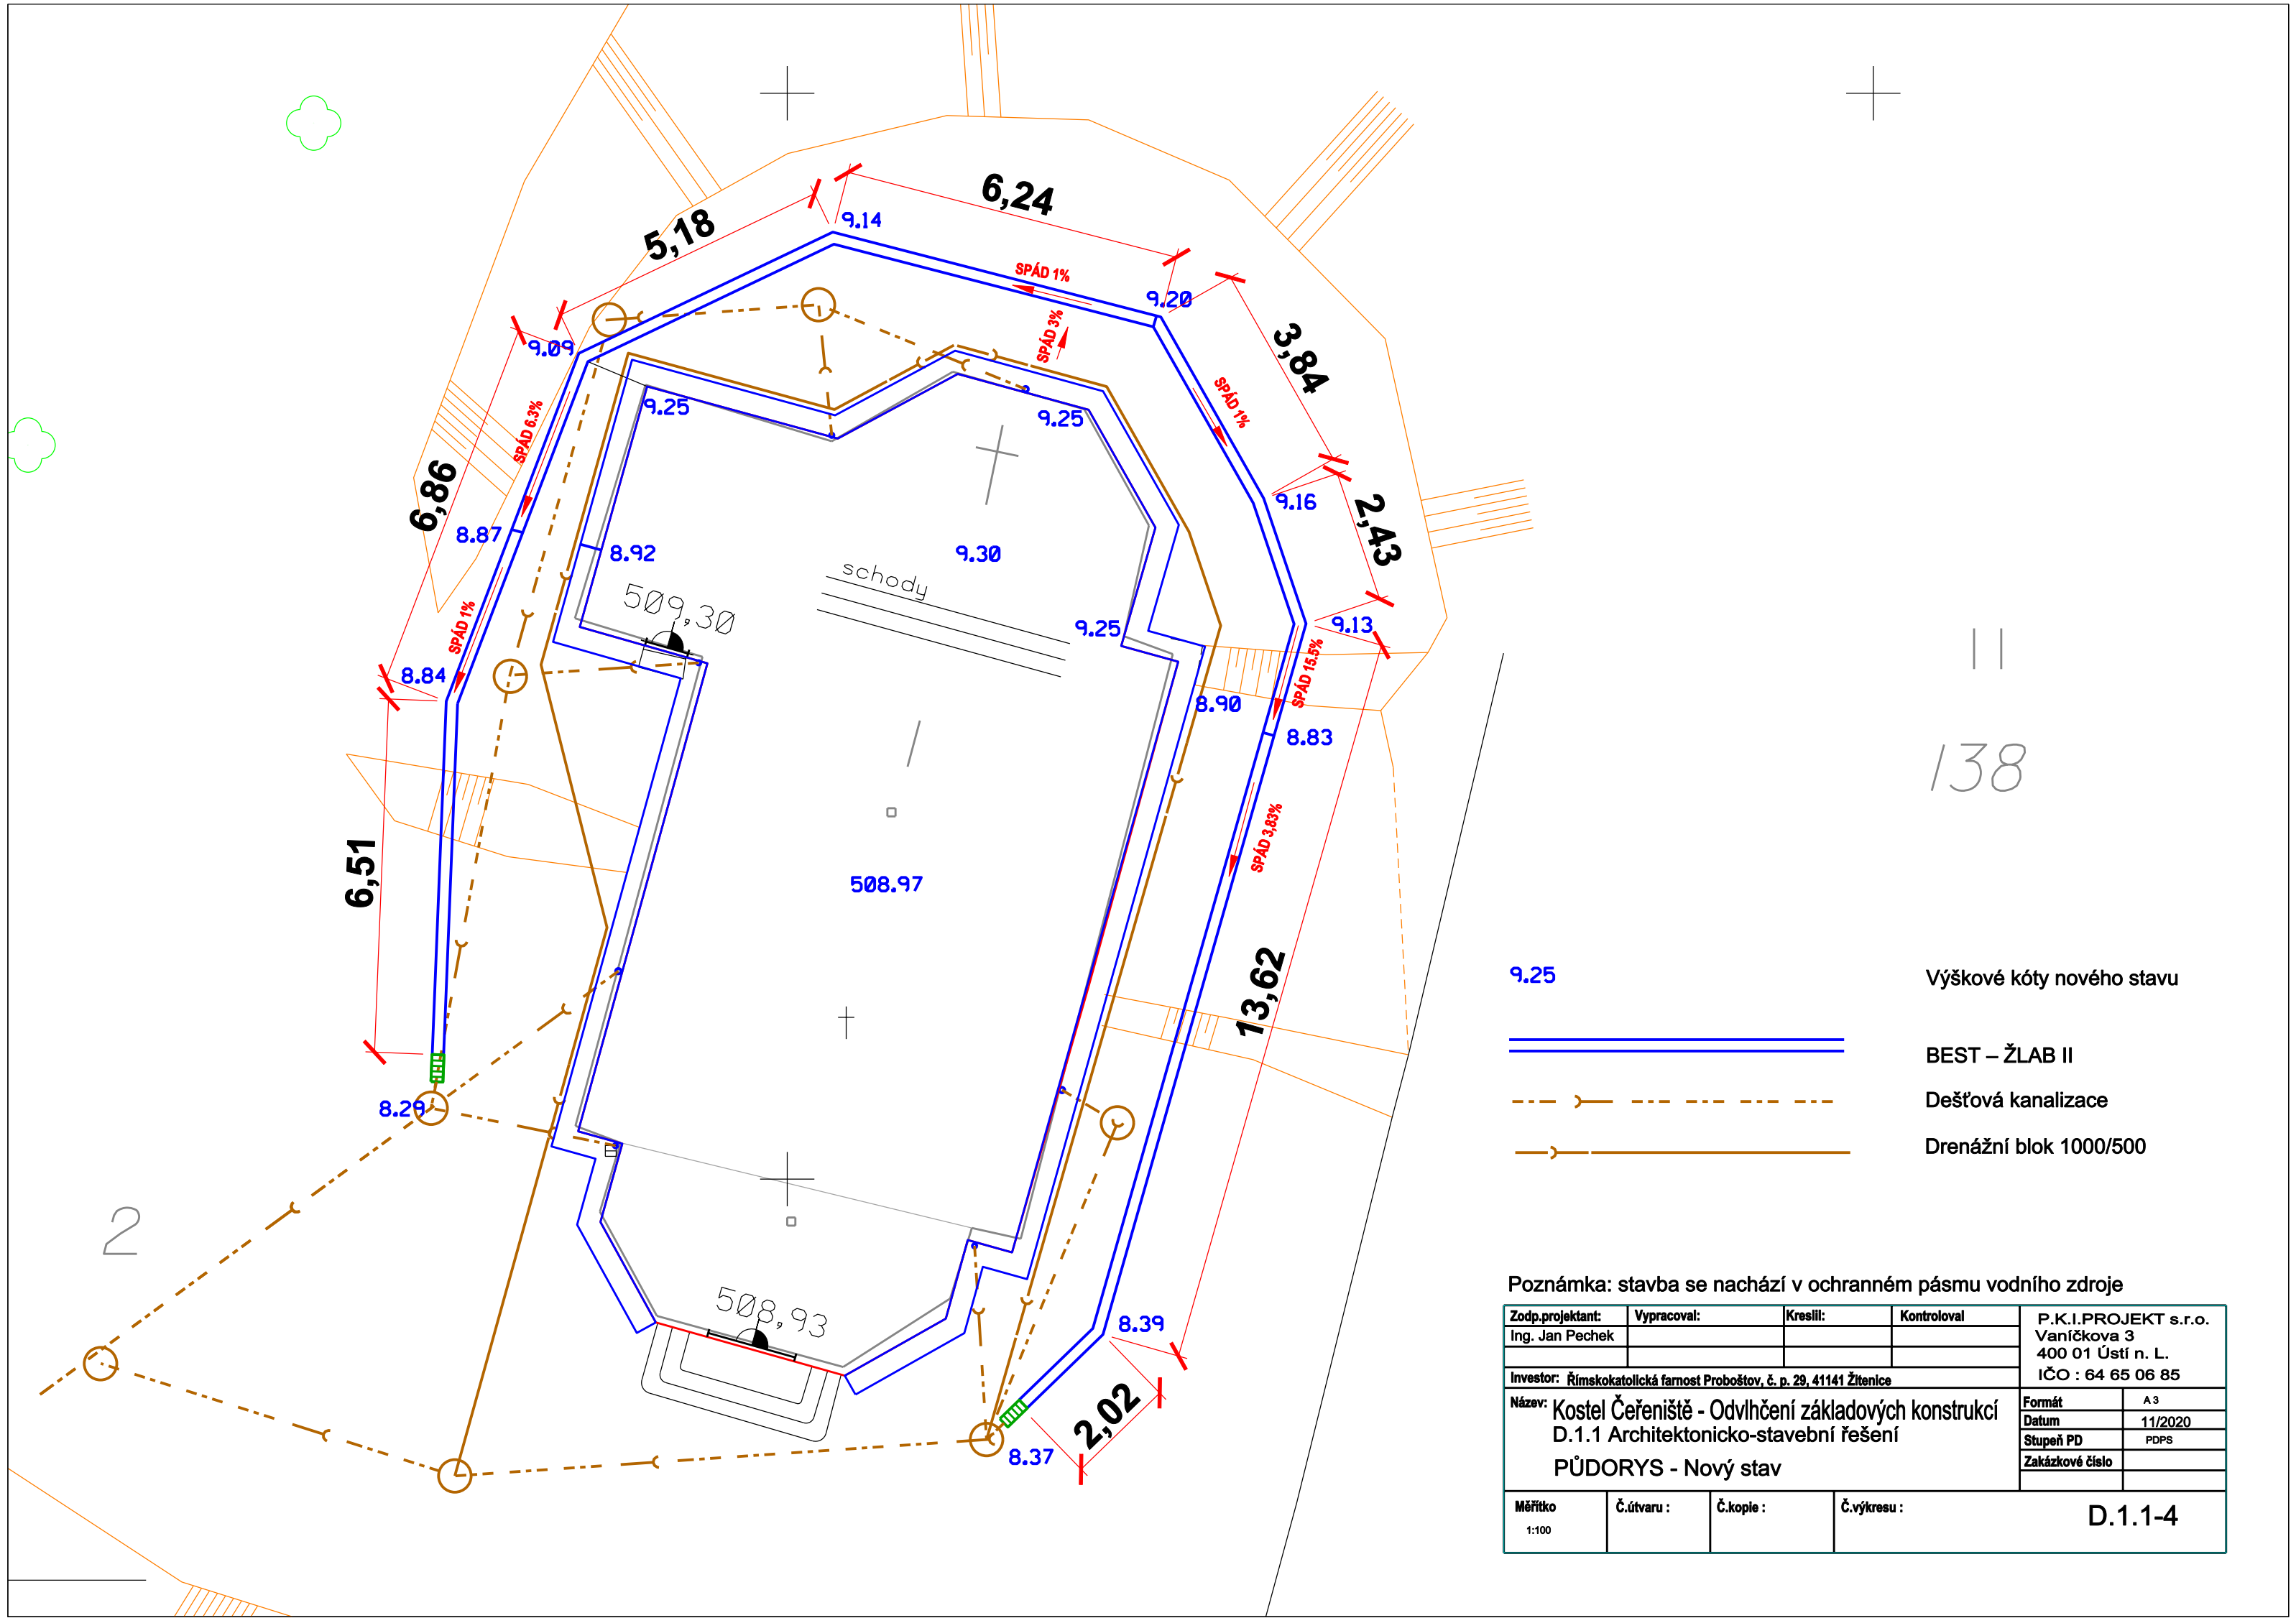 6,24
5,18
9.14
SPÁD 1%
9.20
SPÁD 3%
3,84
9.09
SPÁD 1%
9.25
9.25
SPÁD 6.3%
6,86
9.16
2,43
8.87
8.92
9.30
schody
509,30
SPÁD 1%
9.25
9.13
11
8.84
SPÁD 15.5%
8.90
8.83
138
SPÁD 3,83%
6,51
508.97
13,62
9.25
Výškové kóty nového stavu
BEST – ŽLAB II
Dešťová kanalizace
Drenážní blok 1000/500
8.29
2
508,93
8.39
2,02
8.37
Poznámka: stavba se nachází v ochranném pásmu vodního zdroje
Zodp.projektant:
Vypracoval:
Kreslil:
Kontroloval
Ing. Jan Pechek
P.K.I.PROJEKT s.r.o.
Vaníčkova 3
400 01 Ústí n. L.
IČO : 64 65 06 85
Investor: Římskokatolická farnost Proboštov, č. p. 29, 41141 Žitenice
Název: Kostel Čeřeniště - Odvlhčení základových konstrukcí
D.1.1 Architektonicko-stavební řešení
PŮDORYS - Nový stav
Formát A 3
Datum 11/2020
Stupeň PD PDPS
Zakázkové číslo
Měřítko
1:100
Č.útvaru :
Č.kopie :
Č.výkresu :
D.1.1-4